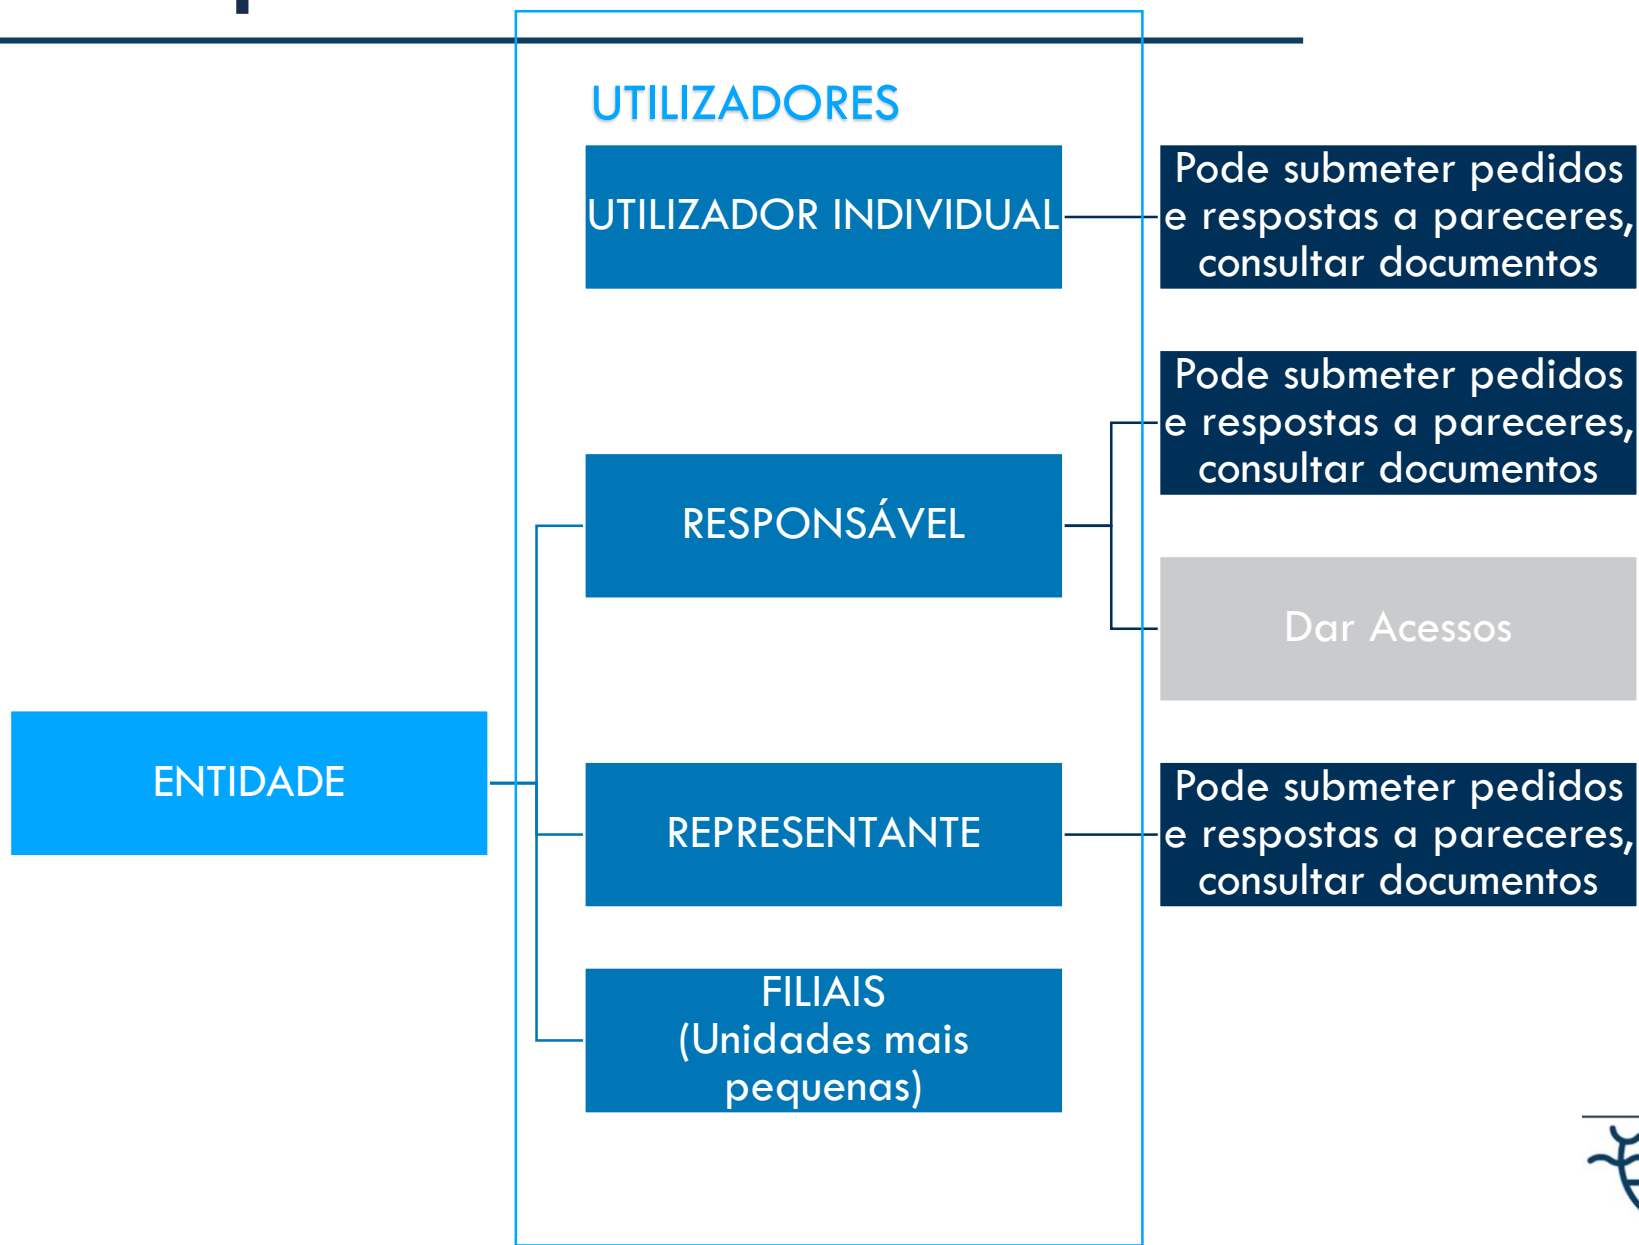 UTILIZADORES
UTILIZADOR INDIVIDUAL
Pode submeter pedidos
e respostas a pareceres,
consultar documentos
Pode submeter pedidos
e respostas a pareceres,
consultar documentos
RESPONSÁVEL
Dar Acessos
ENTIDADE
REPRESENTANTE
Pode submeter pedidos
e respostas a pareceres,
consultar documentos
FILIAIS
(Unidades mais
pequenas)